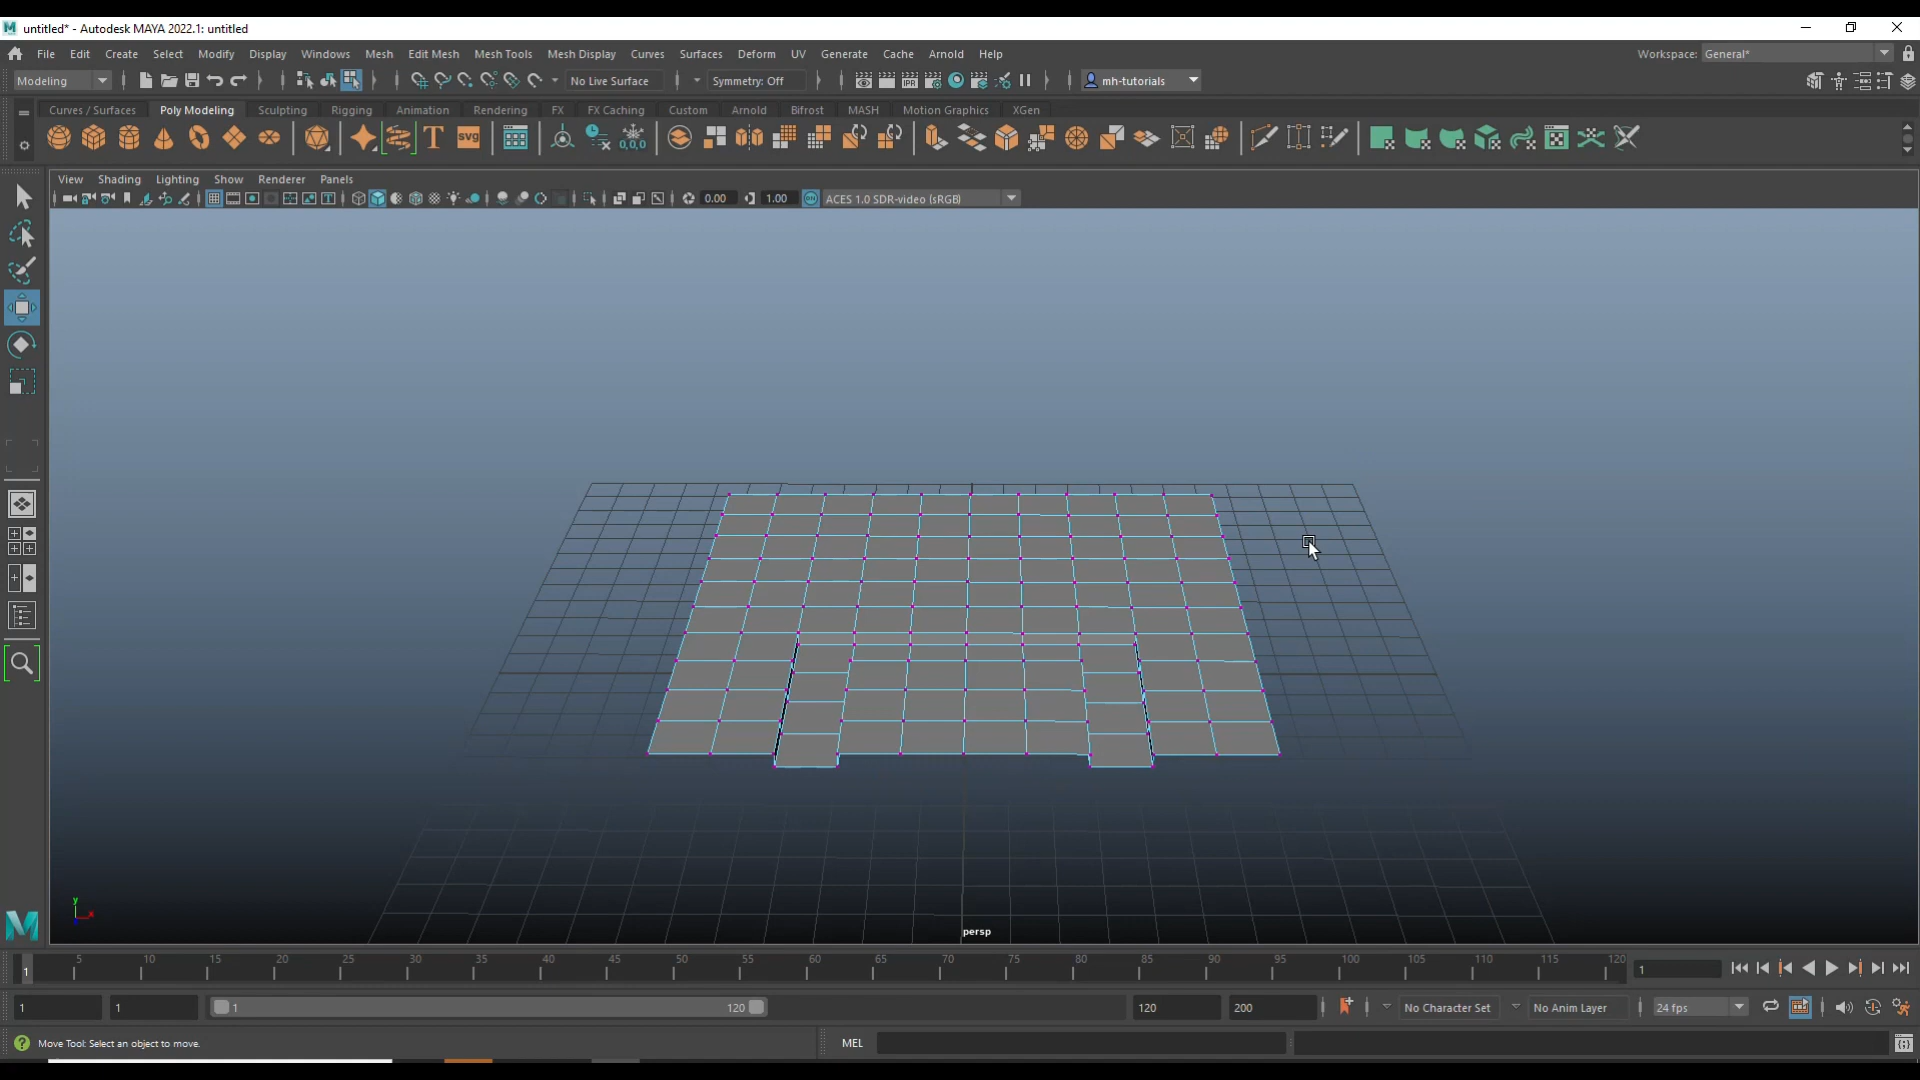 untitled* - Autodesk MAYA 2022.1: untitled
File Edit Create Select Modify Display Windows Mesh Edit Mesh Mesh Tools Mesh Display Curves Surfaces Deform UV Generate Cache Arnold Help Workspace: General*
Modeling No Live Surface Symmetry: Off IPR mh-tutorials
Curves / Surfaces Poly Modeling Sculpting Rigging Animation Rendering FX FX Caching Custom Arnold Bifrost MASH Motion Graphics XGen
T svg 0,0,0
View Shading Lighting Show Renderer Panels
0.00 1.00 ACES 1.0 SDR-video (sRGB)
y
x
persp
5 10 15 20 25 30 35 40 45 50 55 60 65 70 75 80 85 90 95 100 105 110 115 120
1 1
1 1 1 120 120 200 No Character Set No Anim Layer 24 fps
Move Tool: Select an object to move. MEL